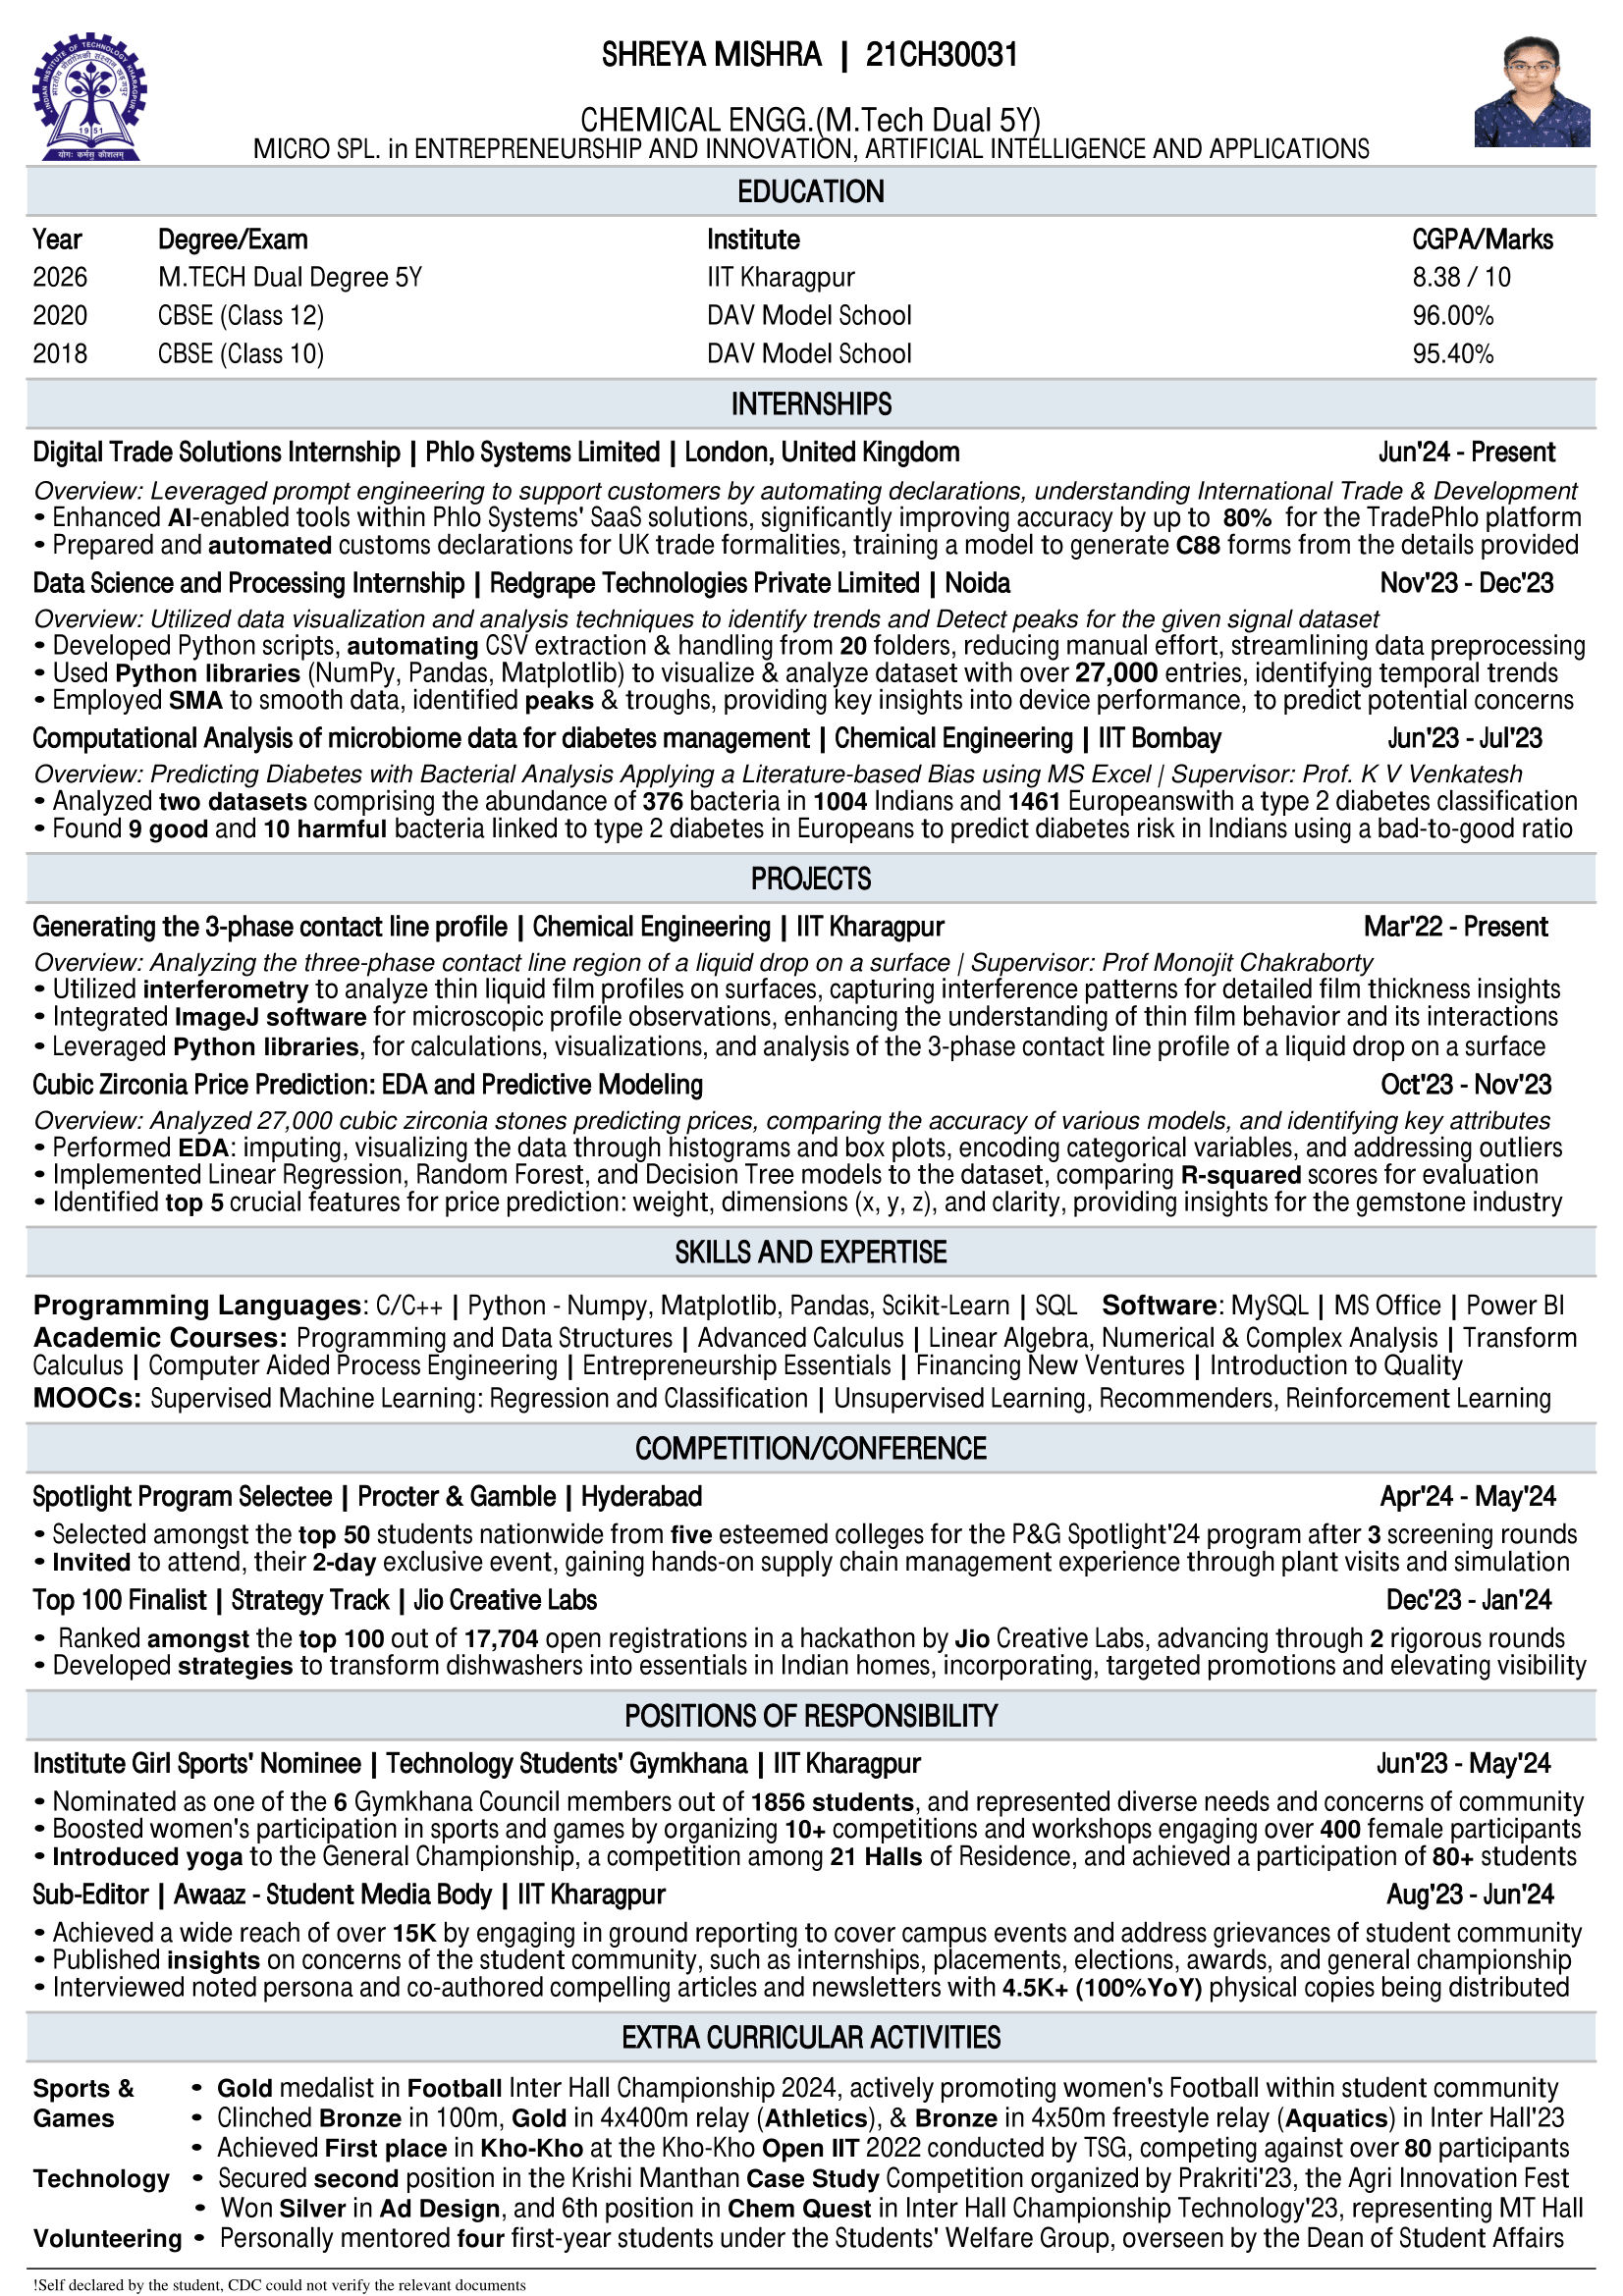 SHREYA MISHRA | 21CH30031
CHEMICAL ENGG.(M.Tech Dual 5Y)
MICRO SPL. in ENTREPRENEURSHIP AND INNOVATION, ARTIFICIAL INTELLIGENCE AND APPLICATIONS
INDIAN INSTITUTE OF TECHNOLOGY KHARAGPUR
1951
योगः कर्मसु कौशलम्
EDUCATION
Year Degree/Exam Institute CGPA/Marks
2026 M.TECH Dual Degree 5Y IIT Kharagpur 8.38 / 10
2020 CBSE (Class 12) DAV Model School 96.00%
2018 CBSE (Class 10) DAV Model School 95.40%
INTERNSHIPS
Digital Trade Solutions Internship | Phlo Systems Limited | London, United Kingdom Jun'24 - Present
Overview: Leveraged prompt engineering to support customers by automating declarations, understanding International Trade & Development
• Enhanced AI-enabled tools within Phlo Systems' SaaS solutions, significantly improving accuracy by up to 80% for the TradePhlo platform
• Prepared and automated customs declarations for UK trade formalities, training a model to generate C88 forms from the details provided
Data Science and Processing Internship | Redgrape Technologies Private Limited | Noida Nov'23 - Dec'23
Overview: Utilized data visualization and analysis techniques to identify trends and Detect peaks for the given signal dataset
• Developed Python scripts, automating CSV extraction & handling from 20 folders, reducing manual effort, streamlining data preprocessing
• Used Python libraries (NumPy, Pandas, Matplotlib) to visualize & analyze dataset with over 27,000 entries, identifying temporal trends
• Employed SMA to smooth data, identified peaks & troughs, providing key insights into device performance, to predict potential concerns
Computational Analysis of microbiome data for diabetes management | Chemical Engineering | IIT Bombay Jun'23 - Jul'23
Overview: Predicting Diabetes with Bacterial Analysis Applying a Literature-based Bias using MS Excel | Supervisor: Prof. K V Venkatesh
• Analyzed two datasets comprising the abundance of 376 bacteria in 1004 Indians and 1461 Europeanswith a type 2 diabetes classification
• Found 9 good and 10 harmful bacteria linked to type 2 diabetes in Europeans to predict diabetes risk in Indians using a bad-to-good ratio
PROJECTS
Generating the 3-phase contact line profile | Chemical Engineering | IIT Kharagpur Mar'22 - Present
Overview: Analyzing the three-phase contact line region of a liquid drop on a surface | Supervisor: Prof Monojit Chakraborty
• Utilized interferometry to analyze thin liquid film profiles on surfaces, capturing interference patterns for detailed film thickness insights
• Integrated ImageJ software for microscopic profile observations, enhancing the understanding of thin film behavior and its interactions
• Leveraged Python libraries, for calculations, visualizations, and analysis of the 3-phase contact line profile of a liquid drop on a surface
Cubic Zirconia Price Prediction: EDA and Predictive Modeling Oct'23 - Nov'23
Overview: Analyzed 27,000 cubic zirconia stones predicting prices, comparing the accuracy of various models, and identifying key attributes
• Performed EDA: imputing, visualizing the data through histograms and box plots, encoding categorical variables, and addressing outliers
• Implemented Linear Regression, Random Forest, and Decision Tree models to the dataset, comparing R-squared scores for evaluation
• Identified top 5 crucial features for price prediction: weight, dimensions (x, y, z), and clarity, providing insights for the gemstone industry
SKILLS AND EXPERTISE
Programming Languages: C/C++ | Python - Numpy, Matplotlib, Pandas, Scikit-Learn | SQL Software: MySQL | MS Office | Power BI
Academic Courses: Programming and Data Structures | Advanced Calculus | Linear Algebra, Numerical & Complex Analysis | Transform
Calculus | Computer Aided Process Engineering | Entrepreneurship Essentials | Financing New Ventures | Introduction to Quality
MOOCs: Supervised Machine Learning: Regression and Classification | Unsupervised Learning, Recommenders, Reinforcement Learning
COMPETITION/CONFERENCE
Spotlight Program Selectee | Procter & Gamble | Hyderabad Apr'24 - May'24
• Selected amongst the top 50 students nationwide from five esteemed colleges for the P&G Spotlight'24 program after 3 screening rounds
• Invited to attend, their 2-day exclusive event, gaining hands-on supply chain management experience through plant visits and simulation
Top 100 Finalist | Strategy Track | Jio Creative Labs Dec'23 - Jan'24
• Ranked amongst the top 100 out of 17,704 open registrations in a hackathon by Jio Creative Labs, advancing through 2 rigorous rounds
• Developed strategies to transform dishwashers into essentials in Indian homes, incorporating, targeted promotions and elevating visibility
POSITIONS OF RESPONSIBILITY
Institute Girl Sports' Nominee | Technology Students' Gymkhana | IIT Kharagpur Jun'23 - May'24
• Nominated as one of the 6 Gymkhana Council members out of 1856 students, and represented diverse needs and concerns of community
• Boosted women's participation in sports and games by organizing 10+ competitions and workshops engaging over 400 female participants
• Introduced yoga to the General Championship, a competition among 21 Halls of Residence, and achieved a participation of 80+ students
Sub-Editor | Awaaz - Student Media Body | IIT Kharagpur Aug'23 - Jun'24
• Achieved a wide reach of over 15K by engaging in ground reporting to cover campus events and address grievances of student community
• Published insights on concerns of the student community, such as internships, placements, elections, awards, and general championship
• Interviewed noted persona and co-authored compelling articles and newsletters with 4.5K+ (100%YoY) physical copies being distributed
EXTRA CURRICULAR ACTIVITIES
Sports & • Gold medalist in Football Inter Hall Championship 2024, actively promoting women's Football within student community
Games • Clinched Bronze in 100m, Gold in 4x400m relay (Athletics), & Bronze in 4x50m freestyle relay (Aquatics) in Inter Hall'23
• Achieved First place in Kho-Kho at the Kho-Kho Open IIT 2022 conducted by TSG, competing against over 80 participants
Technology • Secured second position in the Krishi Manthan Case Study Competition organized by Prakriti'23, the Agri Innovation Fest
• Won Silver in Ad Design, and 6th position in Chem Quest in Inter Hall Championship Technology'23, representing MT Hall
Volunteering • Personally mentored four first-year students under the Students' Welfare Group, overseen by the Dean of Student Affairs
!Self declared by the student, CDC could not verify the relevant documents